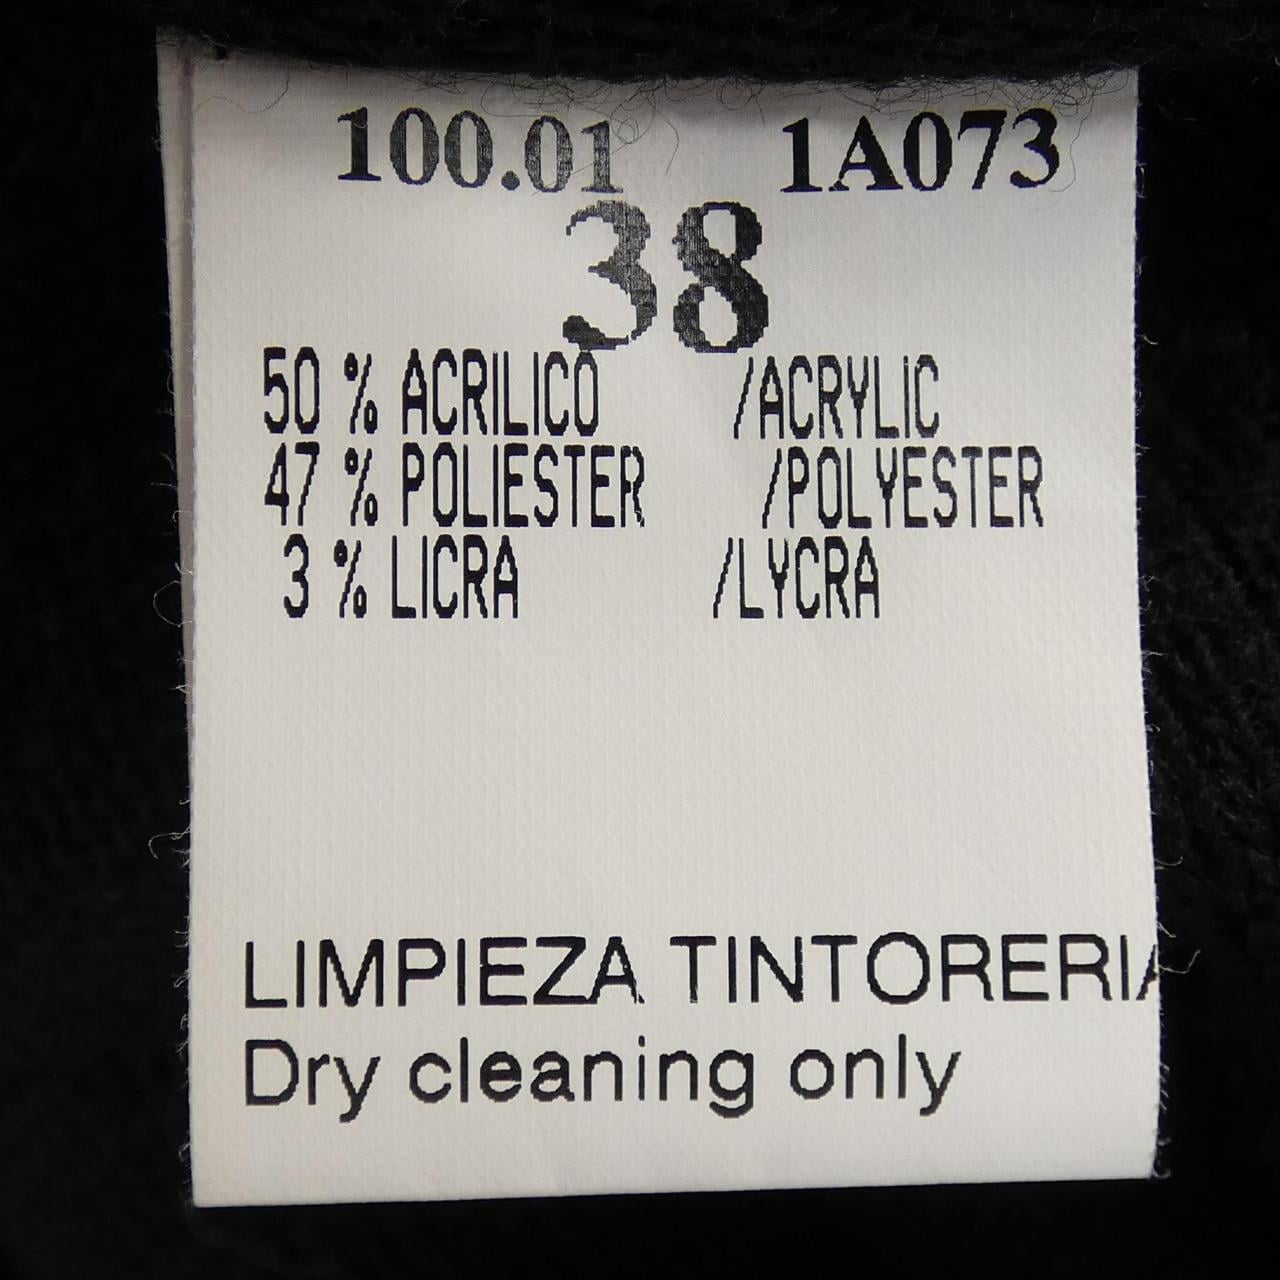 100.01 1A073
38
50 % ACRILICO /ACRYLIC
47 % POLIESTER /POLYESTER
3 % LICRA /LYCRA
LIMPIEZA TINTORERIA
Dry cleaning only